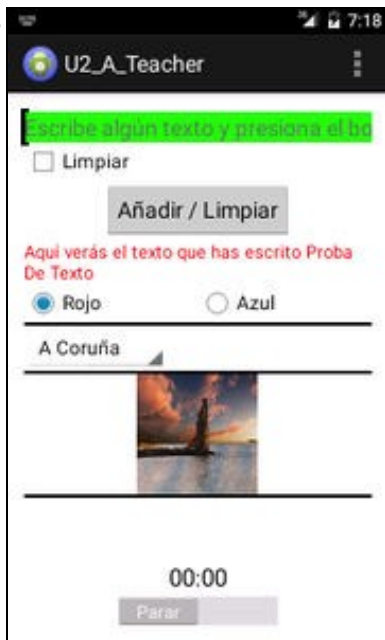 7:18
U2_A_Teacher
Escribe algún texto y presiona el bo
Limpiar
Añadir / Limpiar
Aquí verás el texto que has escrito Proba
De Texto
Rojo Azul
A Coruña
00:00
Parar